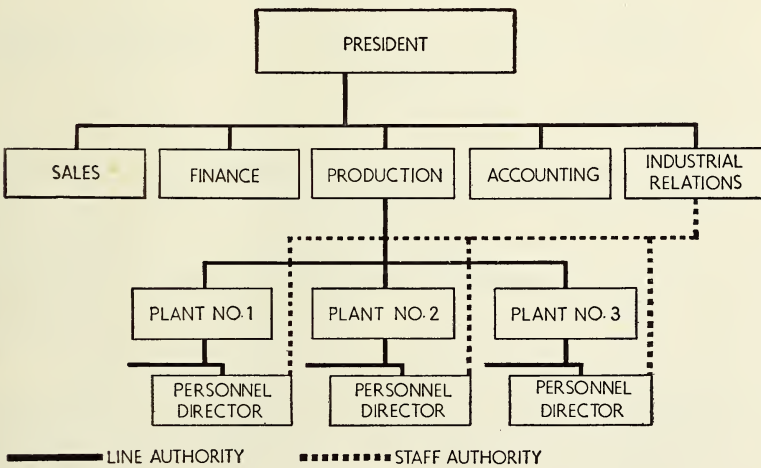 PRESIDENT
SALES
FINANCE
PRODUCTION
ACCOUNTING
INDUSTRIAL
RELATIONS
PLANT NO. 1
PLANT NO. 2
PLANT NO. 3
PERSONNEL
DIRECTOR
PERSONNEL
DIRECTOR
PERSONNEL
DIRECTOR
LINE AUTHORITY
STAFF AUTHORITY